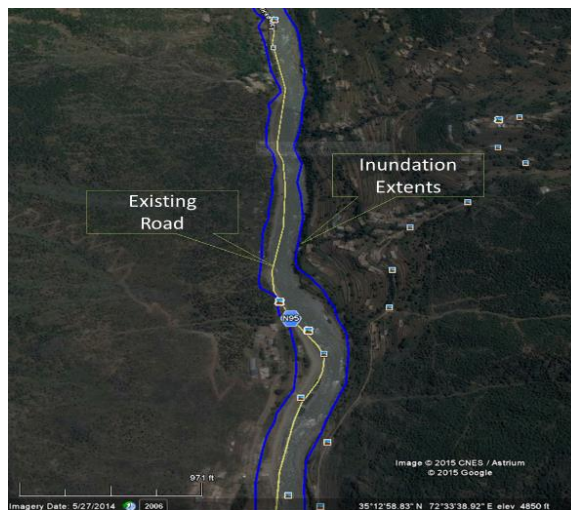 Inundation
Extents
Existing
Road
N95
971 ft
Image © 2015 CNES / Astrium
© 2015 Google
Imagery Date: 5/27/2014 2006 35°12'58.83" N 72°33'38.92" E elev 4850 ft